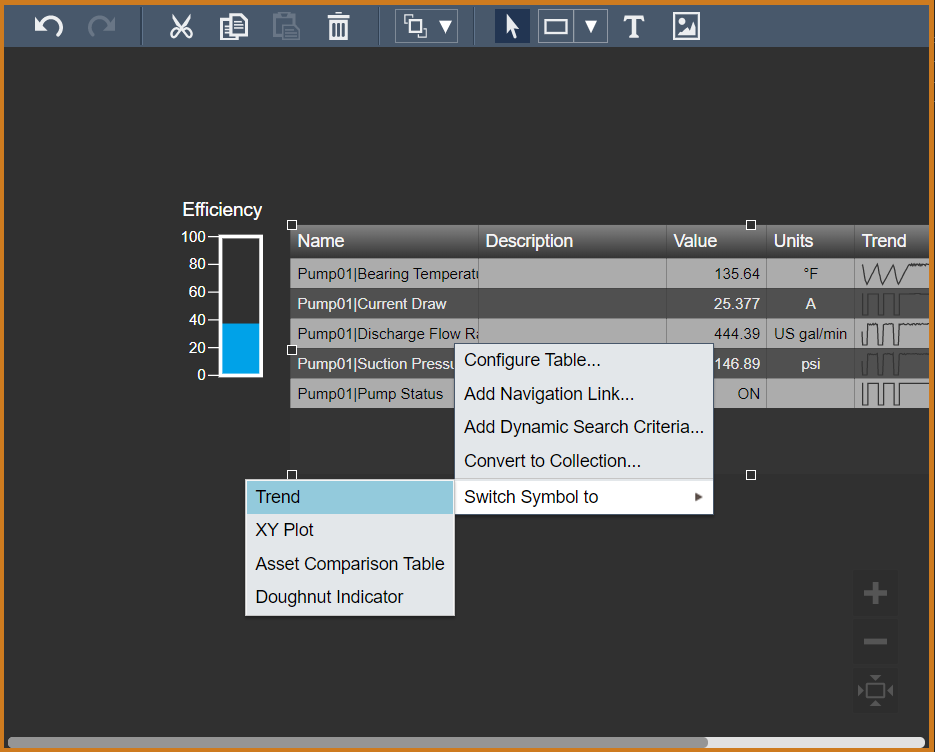 T
Efficiency
100
80
60
40
20
0
Name Description Value Units Trend
Pump01|Bearing Temperatu 135.64 °F
Pump01|Current Draw 25.377 A
Pump01|Discharge Flow Ra 444.39 US gal/min
Pump01|Suction Pressu 146.89 psi
Pump01|Pump Status ON
Configure Table...
Add Navigation Link...
Add Dynamic Search Criteria...
Convert to Collection...
Switch Symbol to
Trend
XY Plot
Asset Comparison Table
Doughnut Indicator